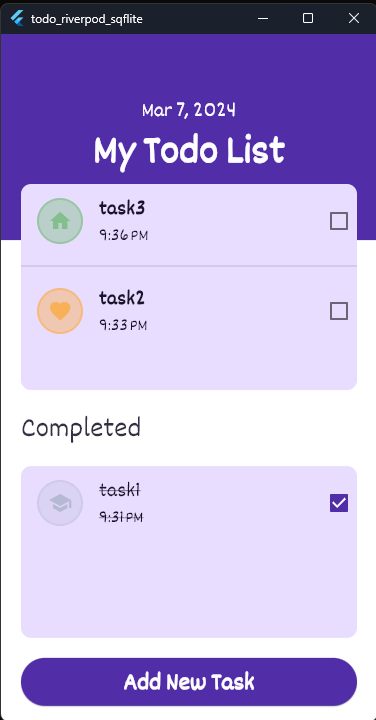 todo_riverpod_sqflite
Mar 7, 2024
My Todo List
task3
9:36 PM
task2
9:33 PM
Completed
task1
9:31 PM
Add New Task